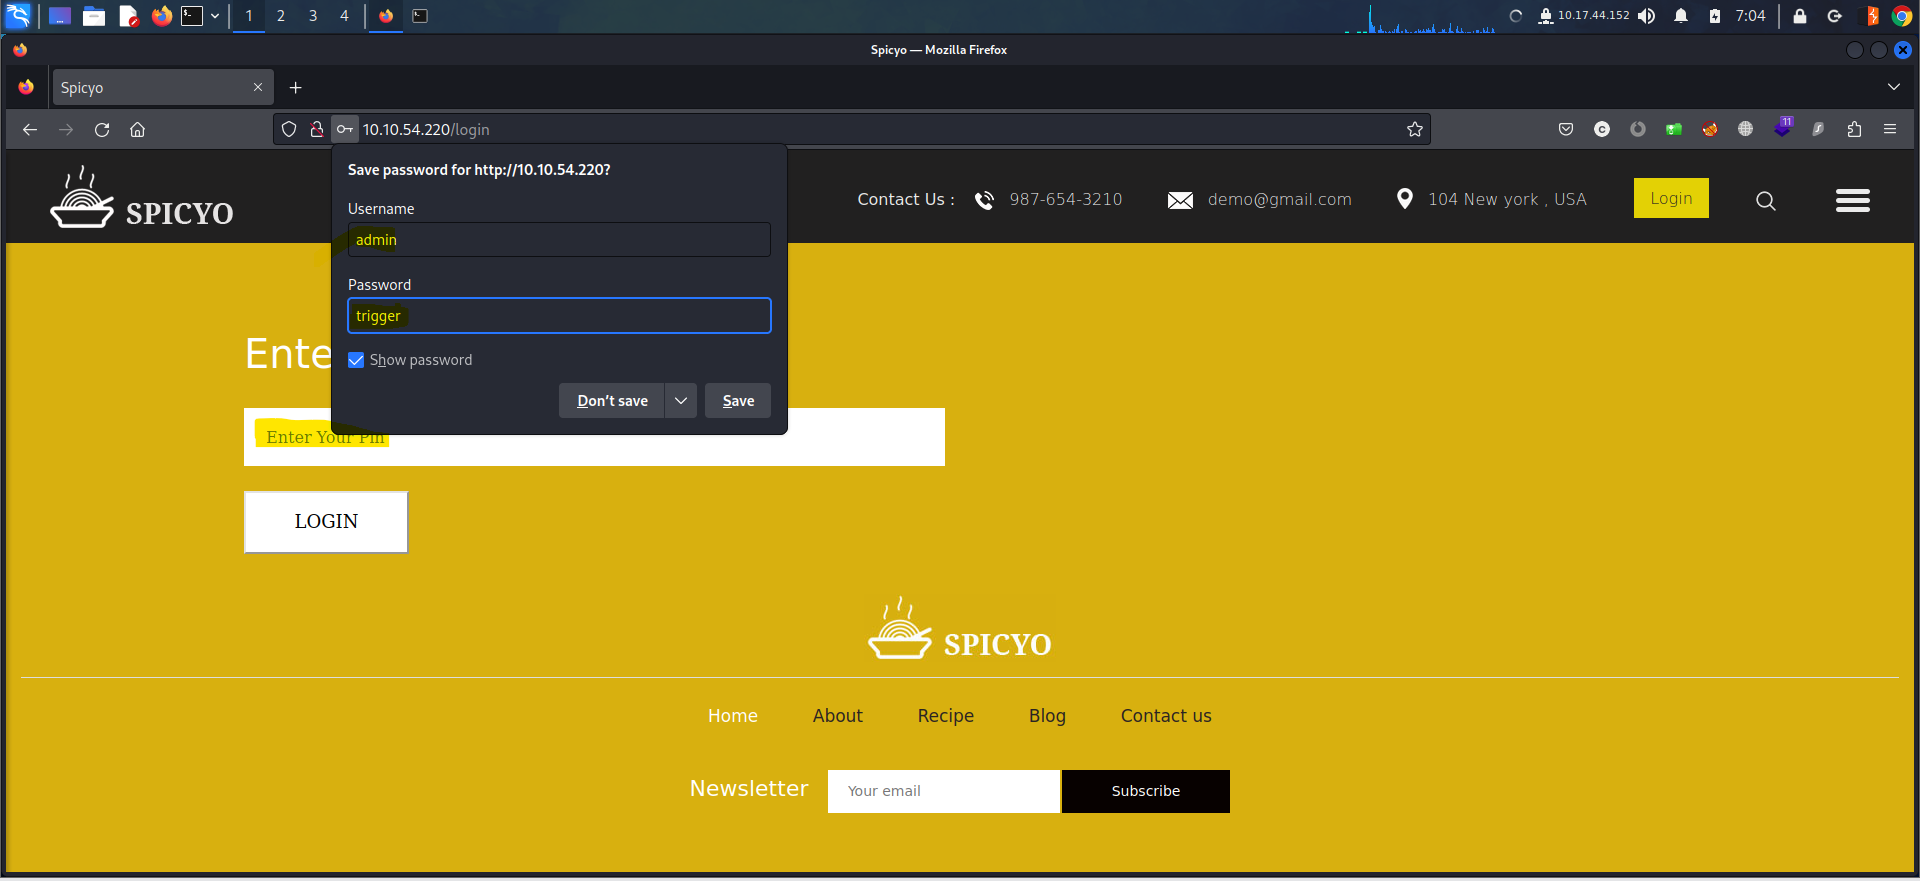 1 2 3 4 10.17.44.152 7:04
Spicyo — Mozilla Firefox
Spicyo
10.10.54.220/login
11
Save password for http://10.10.54.220?
Username
admin
Password
trigger
Show password
Don't save
Save
SPICYO
Contact Us : 987-654-3210 demo@gmail.com 104 New york , USA Login
Ente
Enter Your Pin
LOGIN
SPICYO
Home About Recipe Blog Contact us
Newsletter Your email Subscribe